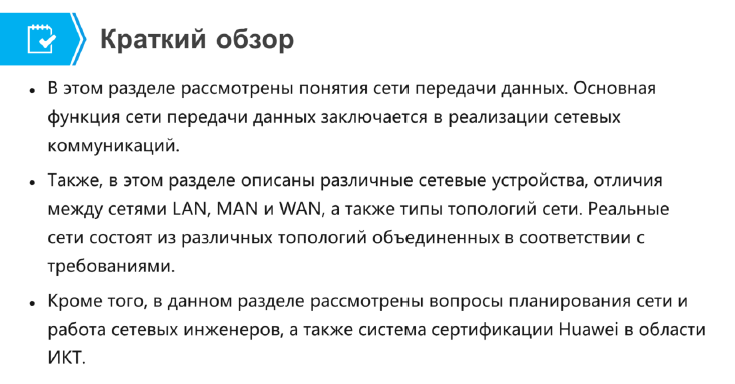 Краткий обзор
• В этом разделе рассмотрены понятия сети передачи данных. Основная
функция сети передачи данных заключается в реализации сетевых
коммуникаций.
• Также, в этом разделе описаны различные сетевые устройства, отличия
между сетями LAN, MAN и WAN, а также типы топологий сети. Реальные
сети состоят из различных топологий объединенных в соответствии с
требованиями.
• Кроме того, в данном разделе рассмотрены вопросы планирования сети и
работа сетевых инженеров, а также система сертификации Huawei в области
ИКТ.